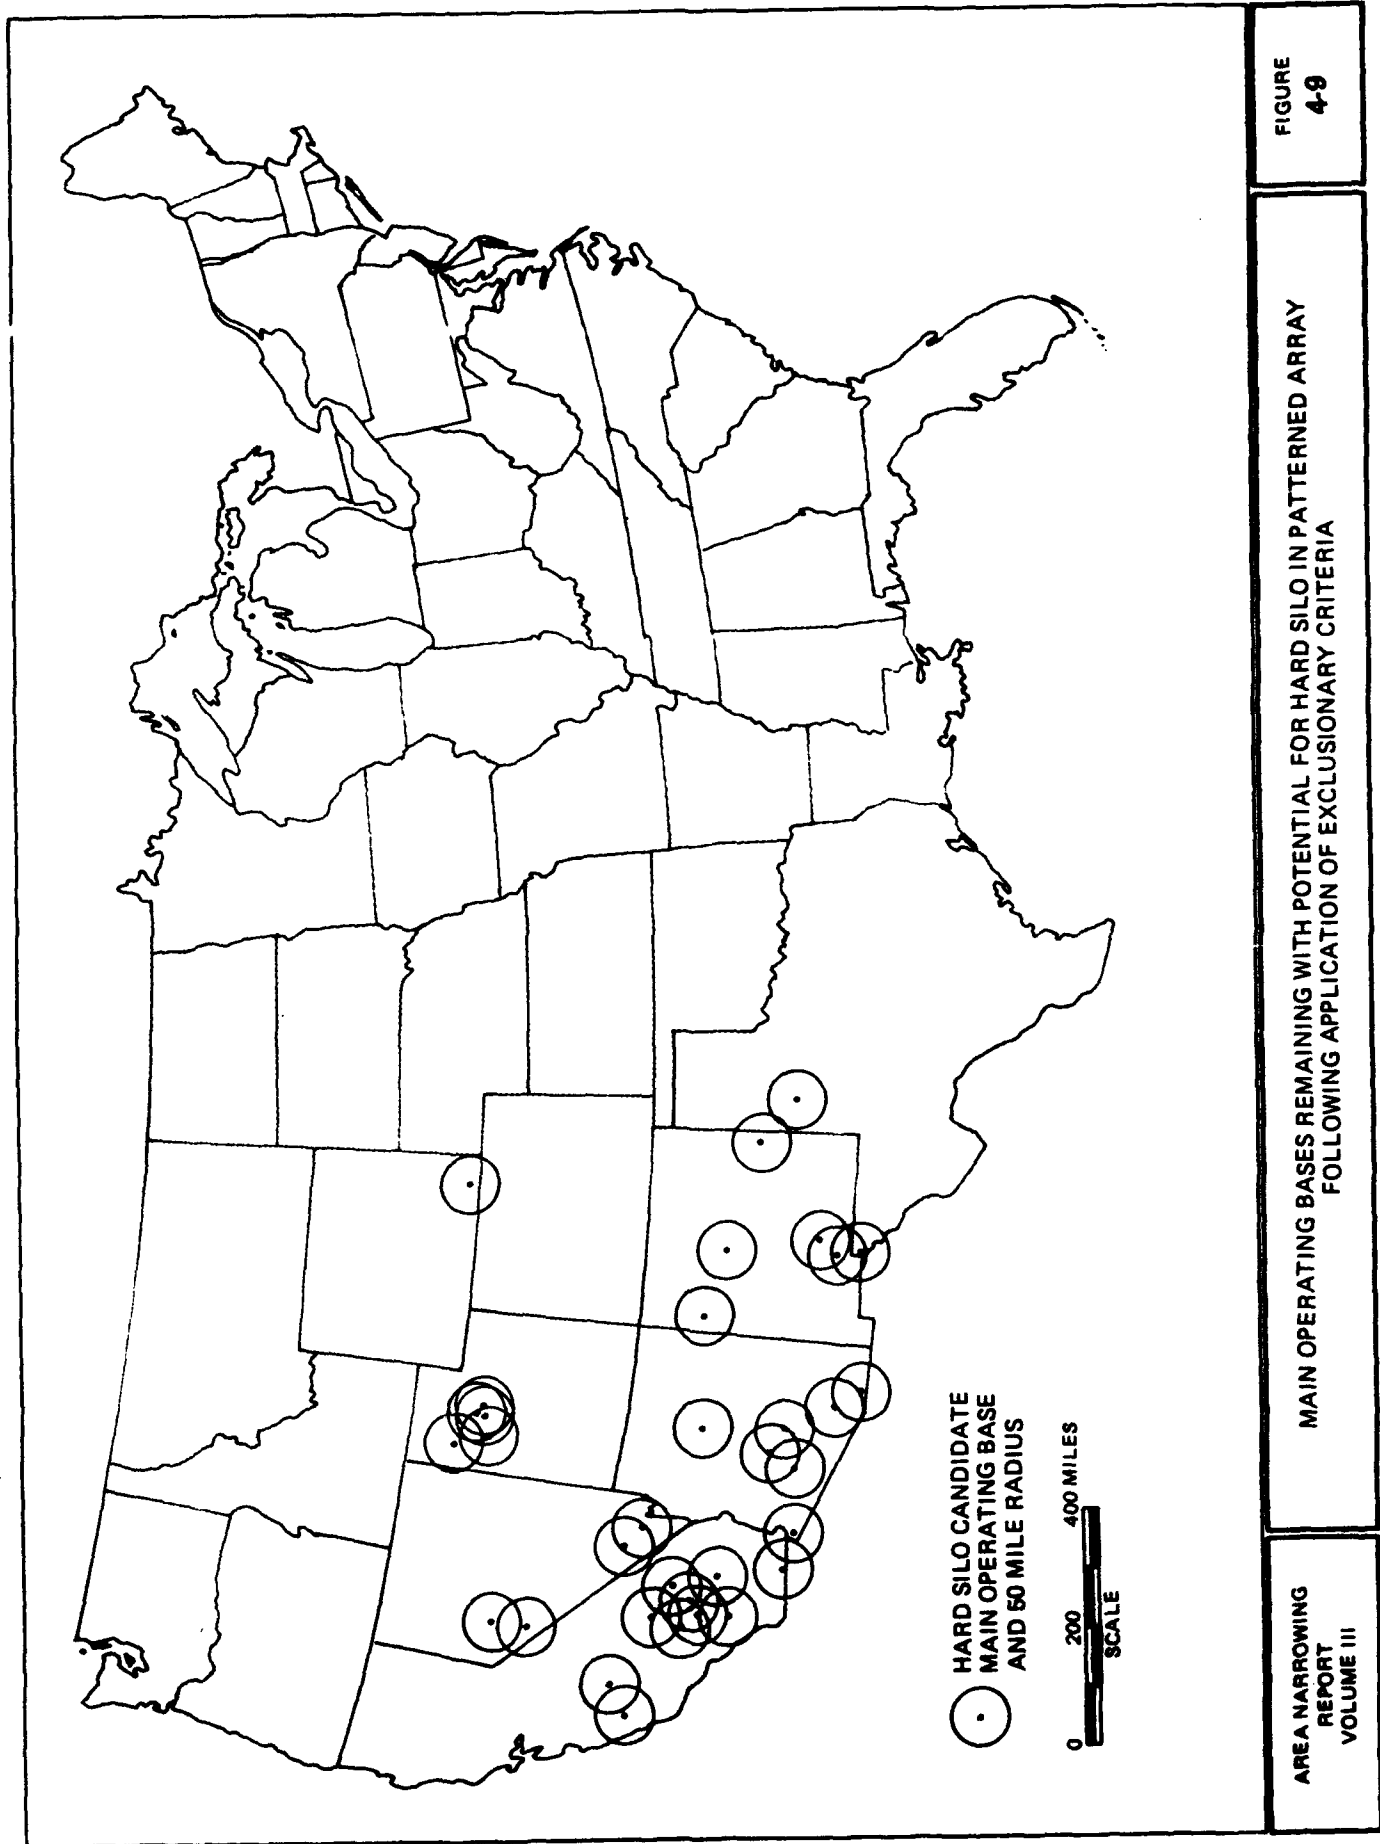 HARD SILO CANDIDATE
MAIN OPERATING BASE
AND 50 MILE RADIUS
0 200 400 MILES
SCALE
AREA NARROWING
REPORT
VOLUME III
MAIN OPERATING BASES REMAINING WITH POTENTIAL FOR HARD SILO IN PATTERNED ARRAY
FOLLOWING APPLICATION OF EXCLUSIONARY CRITERIA
FIGURE
4-9